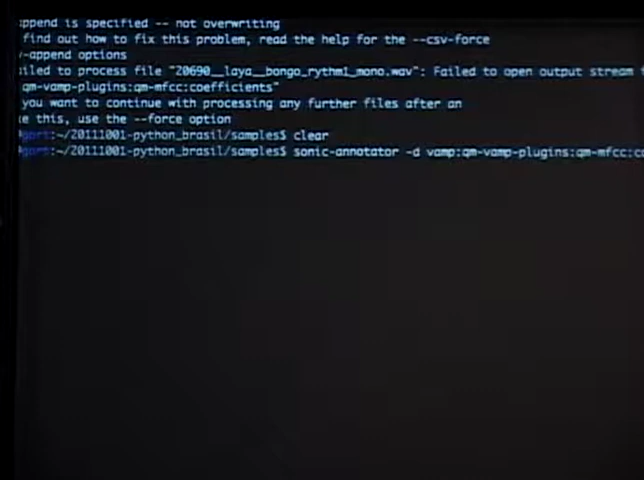 append is specified -- not overwriting
find out how to fix this problem, read the help for the --csv-force
-append options
iled to process file "20690__laya__bongo_rythm1_mono.wav": Failed to open output stream
qm-vamp-plugins:qm-mfcc:coefficients"
you want to continue with processing any further files after an
e this, use the --force option
:~/20111001-python_brasil/samples$ clear
:~/20111001-python_brasil/samples$ sonic-annotator -d vamp:qm-vamp-plugins:qm-mfcc:co